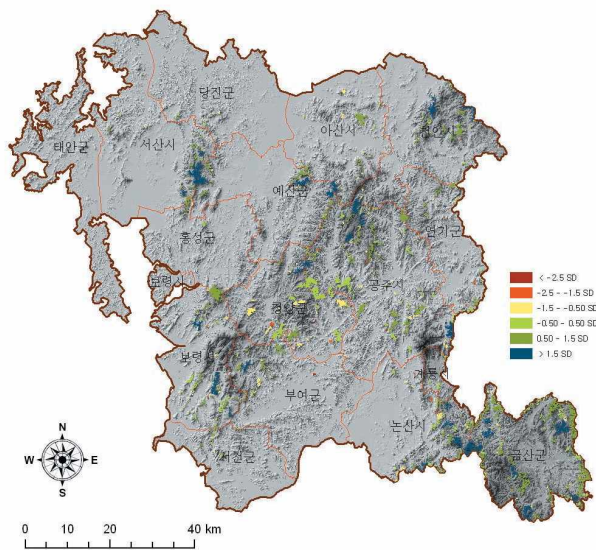 당진군
아산시
천안시
태안군
서산시
예산군
홍성군
연기군
보령시
청양군
공주시
보령시
계룡시
부여군
논산시
서천군
금산군
< -2.5 SD
-2.5 - -1.5 SD
-1.5 - -0.50 SD
-0.50 - 0.50 SD
0.50 - 1.5 SD
> 1.5 SD
N
W E
S
0 10 20 40 km